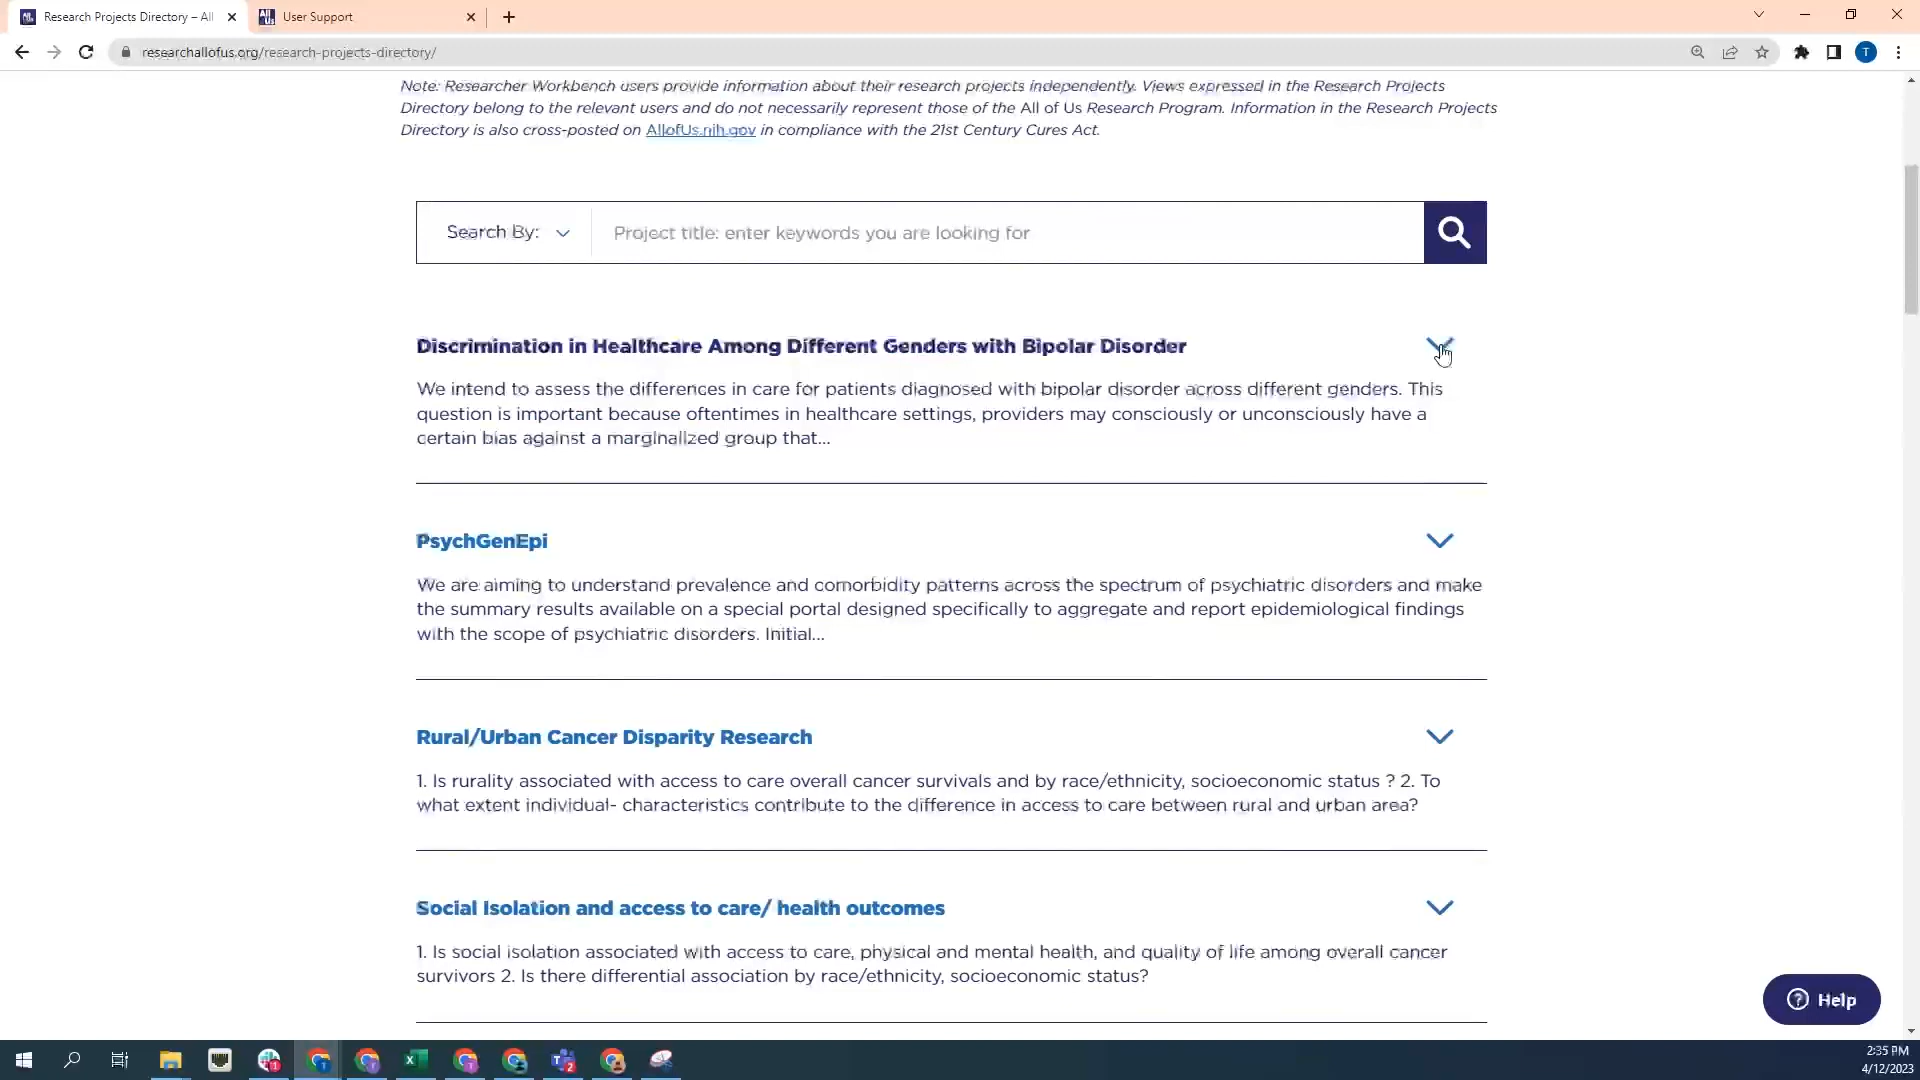 Research Projects Directory – All
User Support
researchallofus.org/research-projects-directory/
T
Note: Researcher Workbench users provide information about their research projects independently. Views expressed in the Research Projects
Directory belong to the relevant users and do not necessarily represent those of the All of Us Research Program. Information in the Research Projects
Directory is also cross-posted on AllofUs.nih.gov in compliance with the 21st Century Cures Act.
Search By:
Project title: enter keywords you are looking for
Discrimination in Healthcare Among Different Genders with Bipolar Disorder
We intend to assess the differences in care for patients diagnosed with bipolar disorder across different genders. This
question is important because oftentimes in healthcare settings, providers may consciously or unconsciously have a
certain bias against a marginalized group that...
PsychGenEpi
We are aiming to understand prevalence and comorbidity patterns across the spectrum of psychiatric disorders and make
the summary results available on a special portal designed specifically to aggregate and report epidemiological findings
with the scope of psychiatric disorders. Initial...
Rural/Urban Cancer Disparity Research
1. Is rurality associated with access to care overall cancer survivals and by race/ethnicity, socioeconomic status ? 2. To
what extent individual- characteristics contribute to the difference in access to care between rural and urban area?
Social Isolation and access to care/ health outcomes
1. Is social isolation associated with access to care, physical and mental health, and quality of life among overall cancer
survivors 2. Is there differential association by race/ethnicity, socioeconomic status?
Help
2:35 PM
4/12/2023